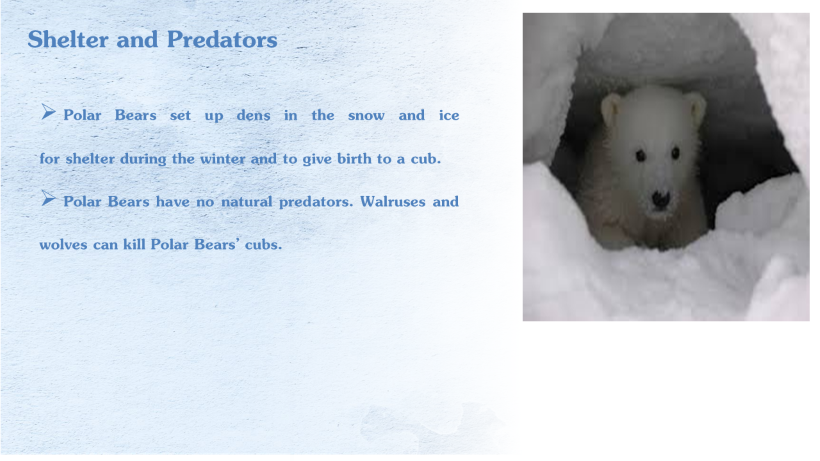 Shelter and Predators
➢ Polar Bears set up dens in the snow and ice
for shelter during the winter and to give birth to a cub.
➢ Polar Bears have no natural predators. Walruses and
wolves can kill Polar Bears’ cubs.